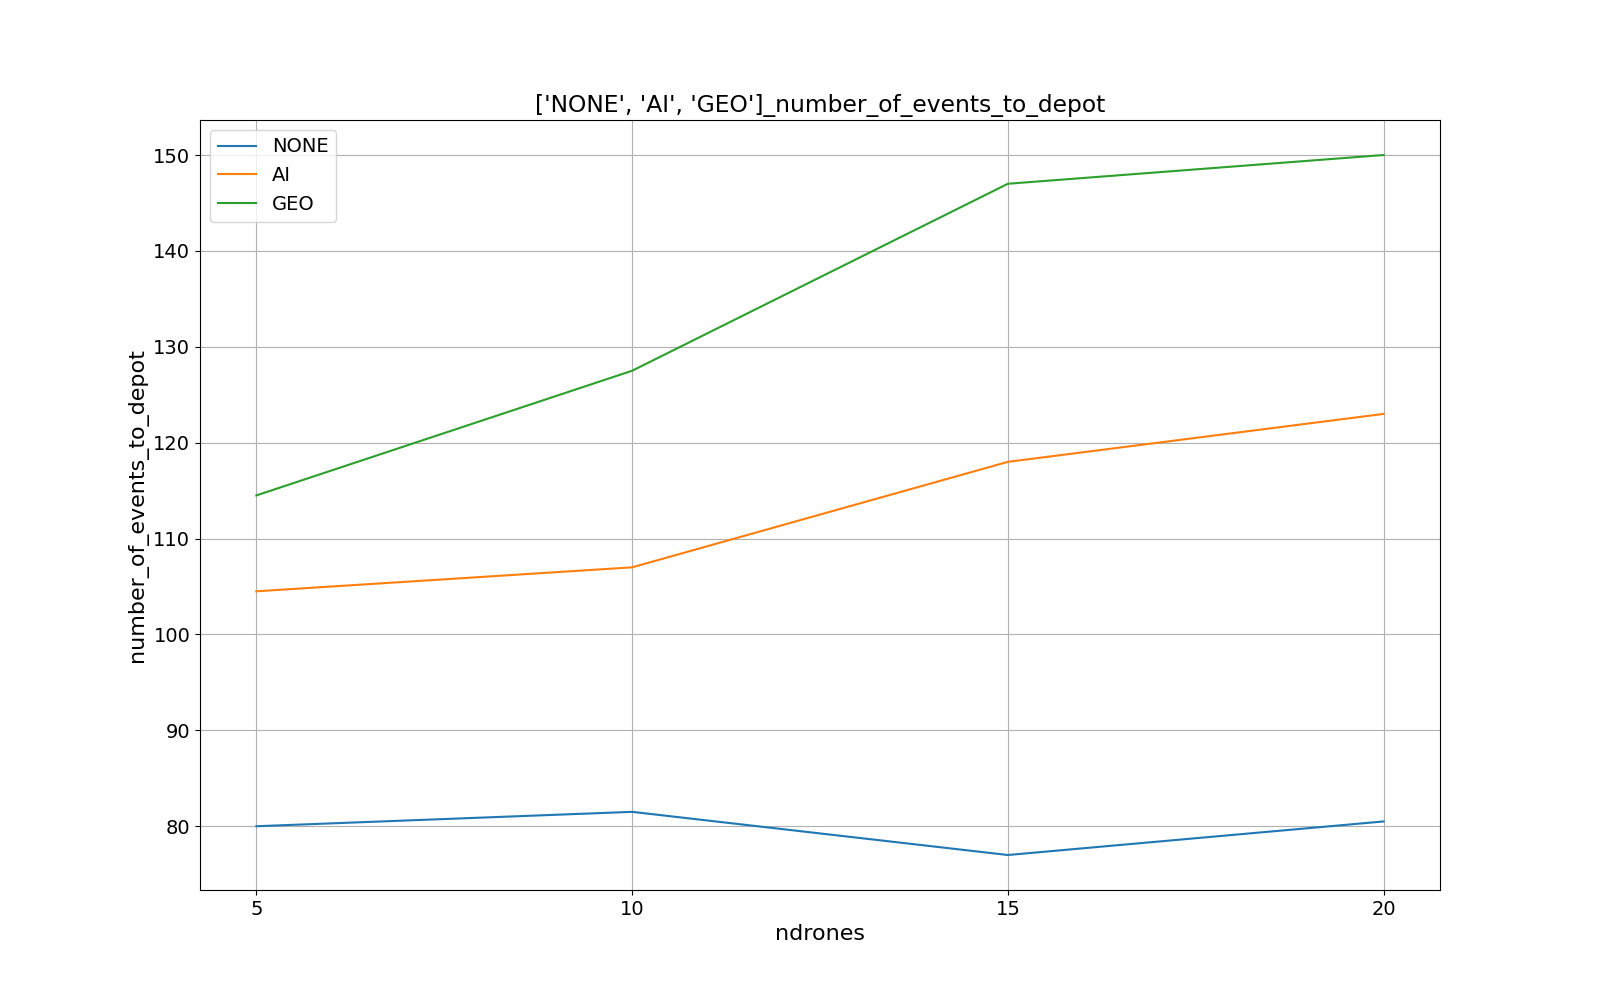 ['NONE', 'AI', 'GEO']_number_of_events_to_depot
NONE
AI
GEO
150
140
130
120
110
100
90
80
number_of_events_to_depot
5
10
15
20
ndrones